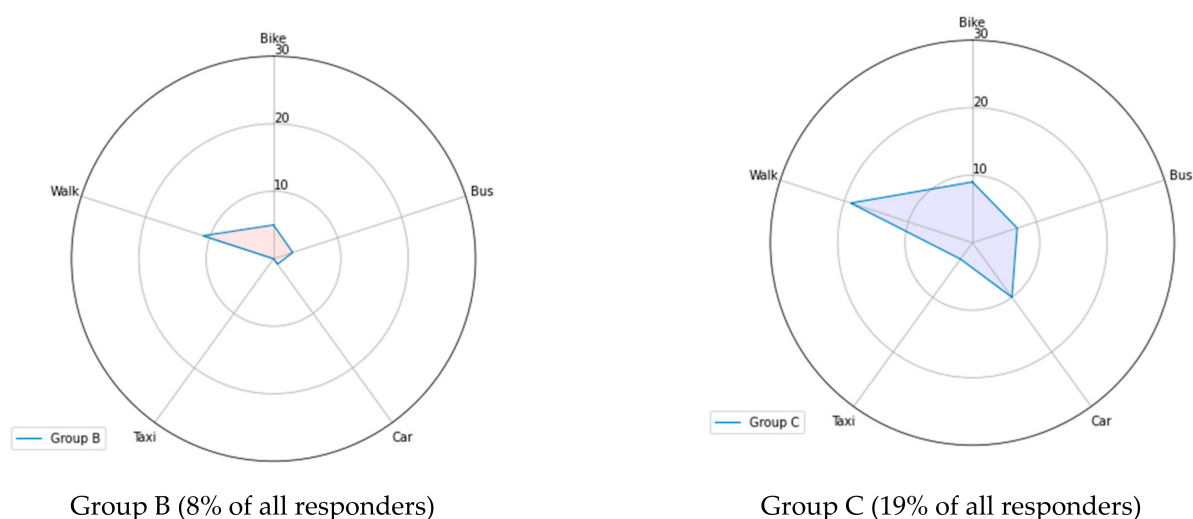 Bike
30
20
10
Walk
Bus
Taxi
Car
Group B
Group B (8% of all responders)
Bike
30
20
10
Walk
Bus
Taxi
Car
Group C
Group C (19% of all responders)